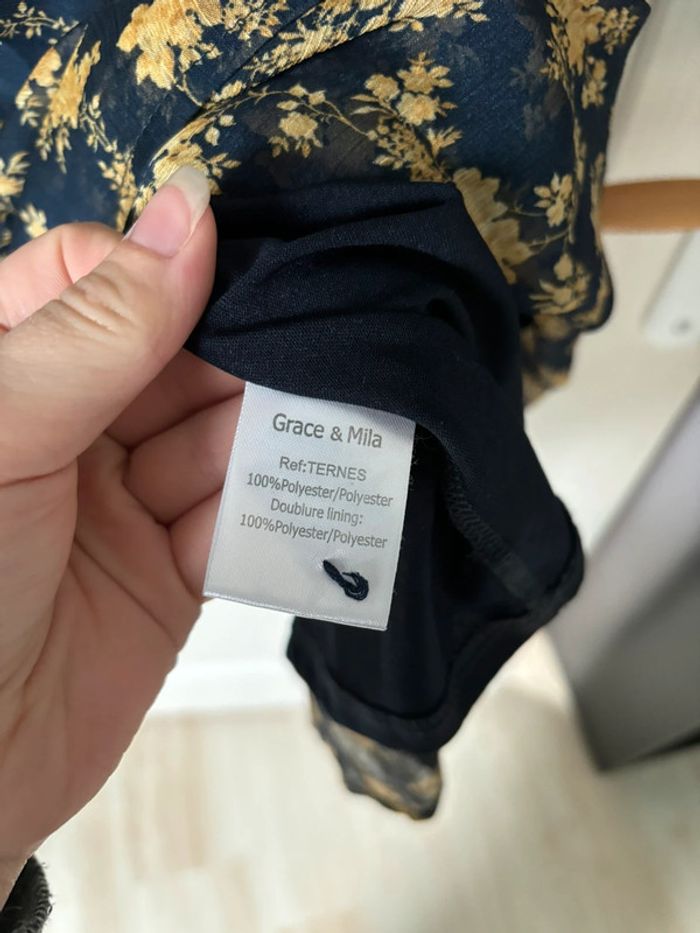 Grace & Mila
Ref:TERNES
100%Polyester/Polyester
Doublure lining:
100%Polyester/Polyester